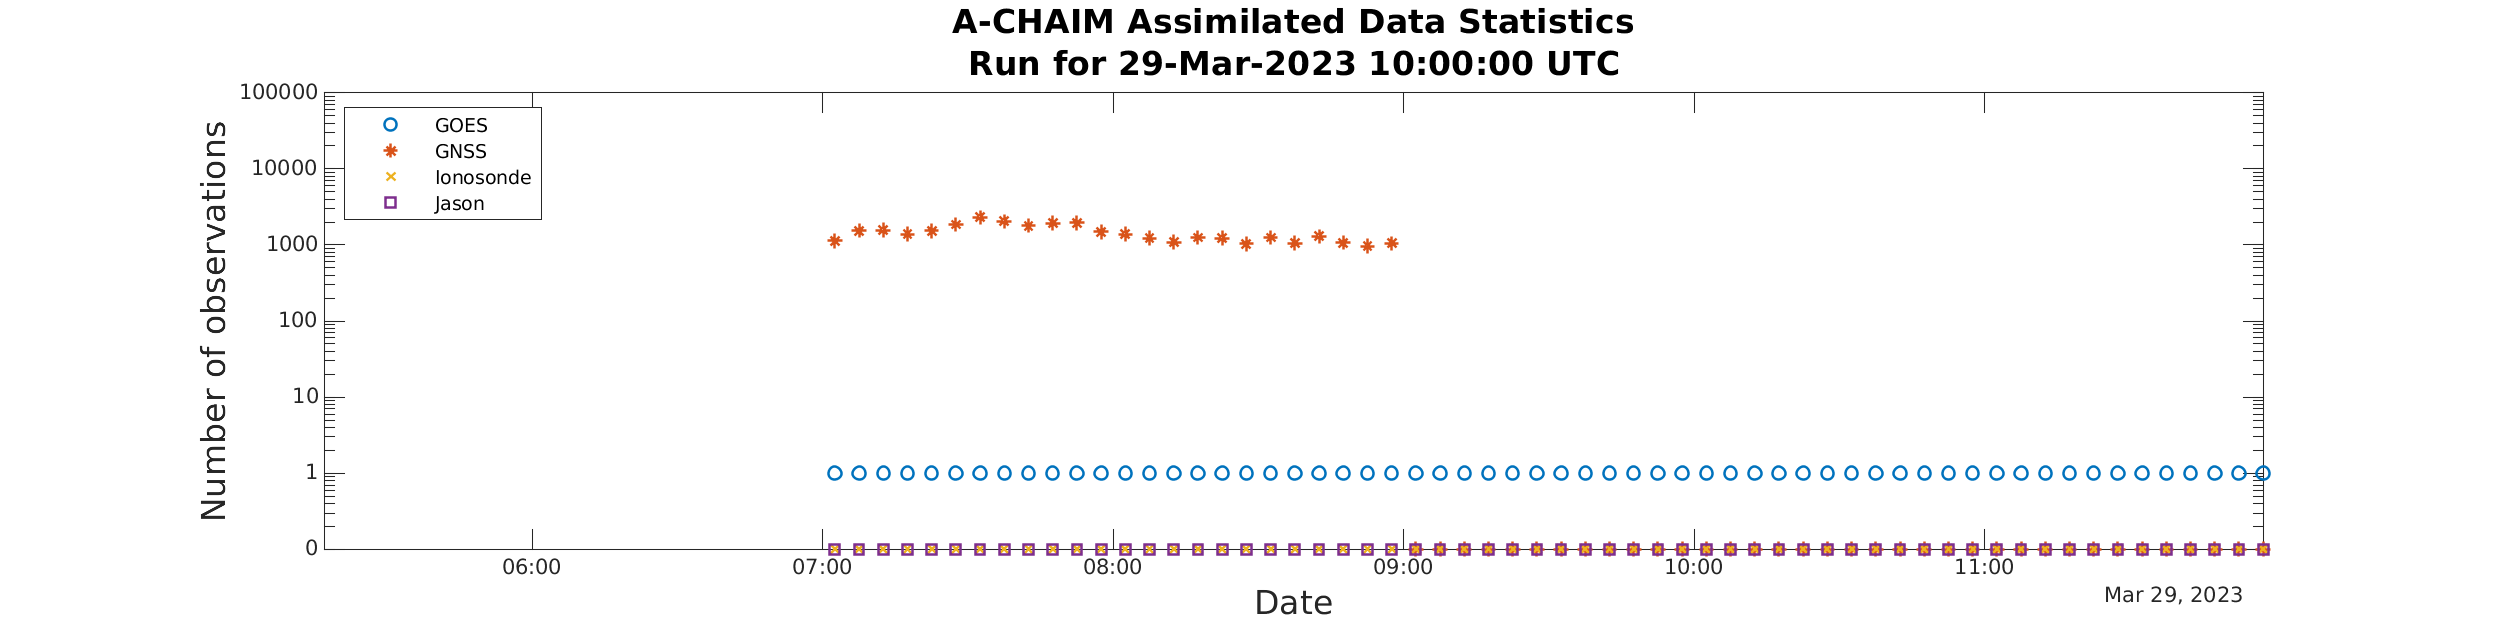 A-CHAIM Assimilated Data Statistics
Run for 29-Mar-2023 10:00:00 UTC
Number of observations
100000
10000
1000
100
10
1
0
GOES
GNSS
Ionosonde
Jason
06:00 07:00 08:00 09:00 10:00 11:00
Date
Mar 29, 2023